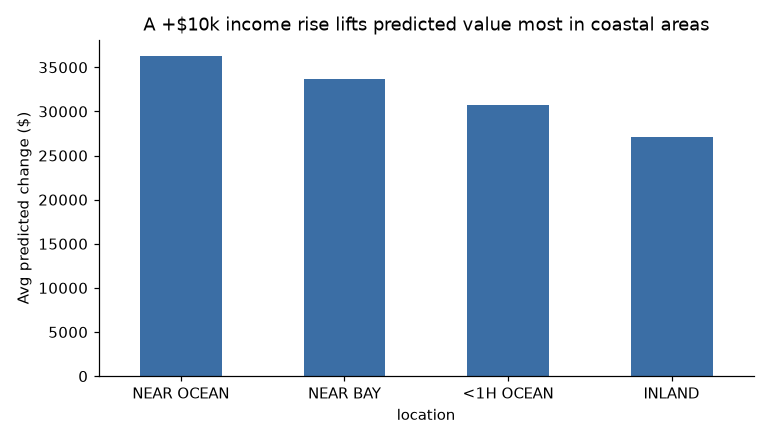 A +$10k income rise lifts predicted value most in coastal areas
Avg predicted change ($)
35000
30000
25000
20000
15000
10000
5000
0
NEAR OCEAN
NEAR BAY
<1H OCEAN
INLAND
location